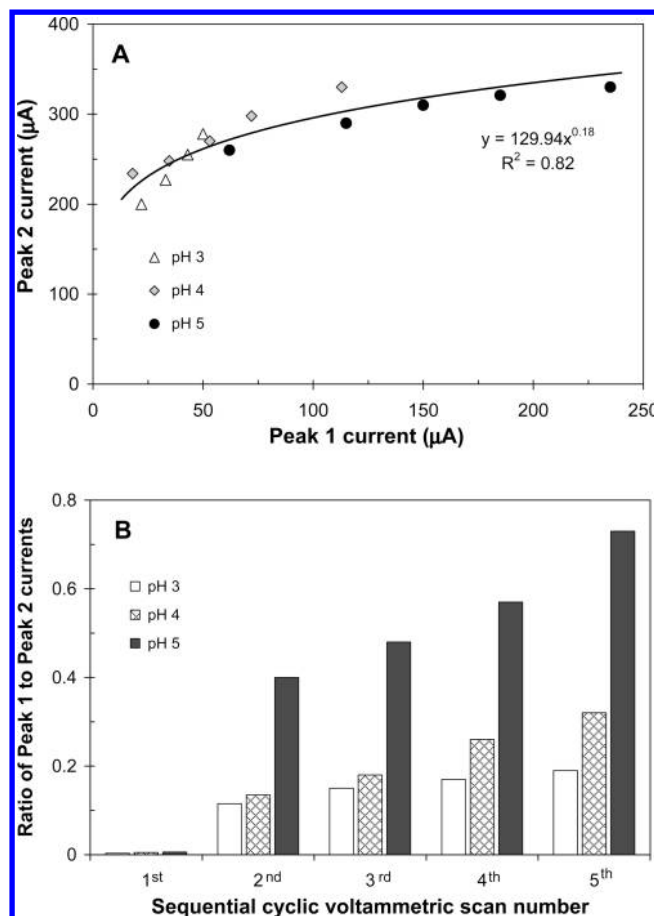 A
400
300
200
100
0
Peak 2 current (µA)
y = 129.94x^0.18
R² = 0.82
pH 3
pH 4
pH 5
0 50 100 150 200 250
Peak 1 current (µA)
B
0.8
0.6
0.4
0.2
0
Ratio of Peak 1 to Peak 2 currents
pH 3
pH 4
pH 5
1st 2nd 3rd 4th 5th
Sequential cyclic voltammetric scan number